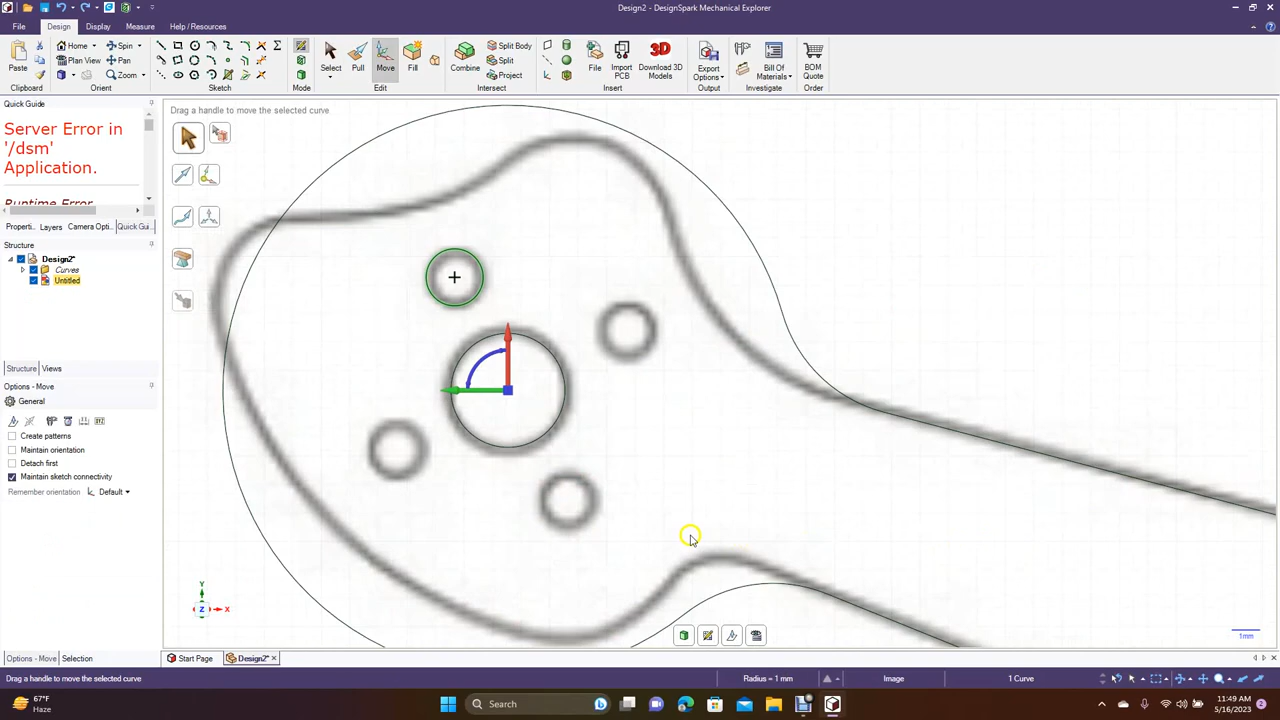 Design2* - DesignSpark Mechanical Explorer
File Design Display Measure Help / Resources
Home Spin
Plan View Pan
Zoom
Paste
Select Pull Move Fill
Combine
Split Body
Split
Project
File Import PCB Download 3D Models
Export Options
Bill Of Materials
BOM Quote
Clipboard Orient Sketch Mode Edit Intersect Insert Output Investigate Order
Quick Guide
Server Error in
'/dsm'
Application.
Runtime Error
Properti... Layers Camera Opti... Quick Gui...
Structure
Design2*
Curves
Untitled
Structure Views
Options - Move
General
Create patterns
Maintain orientation
Detach first
Maintain sketch connectivity
Remember orientation Default
Options - Move Selection
Drag a handle to move the selected curve
Y
Z X
1mm
Start Page Design2*
Drag a handle to move the selected curve Radius = 1 mm Image 1 Curve
67°F
Haze
Search
11:49 AM
5/16/2023